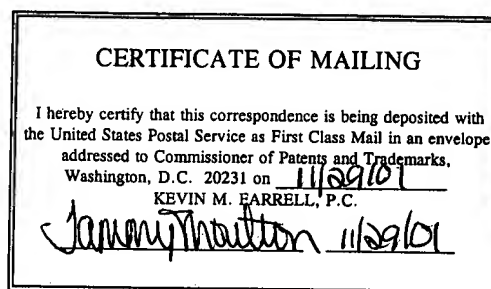 CERTIFICATE OF MAILING
I hereby certify that this correspondence is being deposited with
the United States Postal Service as First Class Mail in an envelope
addressed to Commissioner of Patents and Trademarks,
Washington, D.C. 20231 on 11/29/01
KEVIN M. FARRELL, P.C.
Tammy Moulton 11/29/01